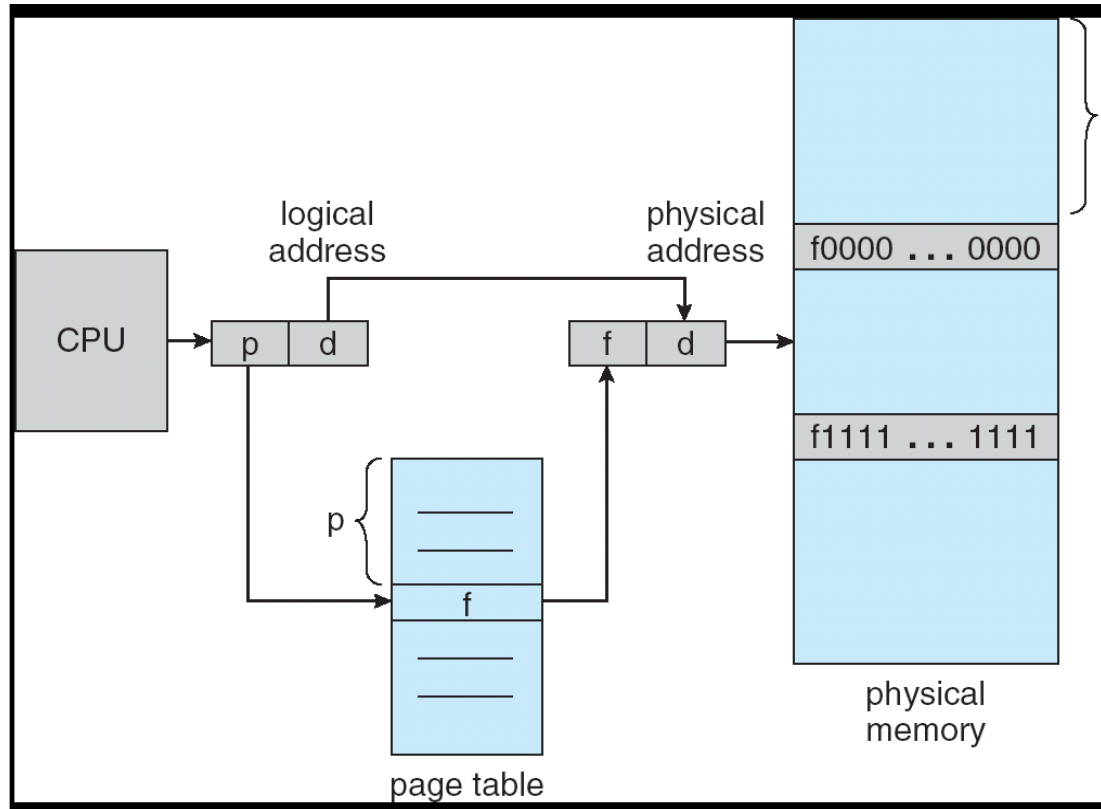 logical
address
physical
address
f0000 ... 0000
CPU
p
d
f
d
f1111 ... 1111
p
f
physical
memory
page table